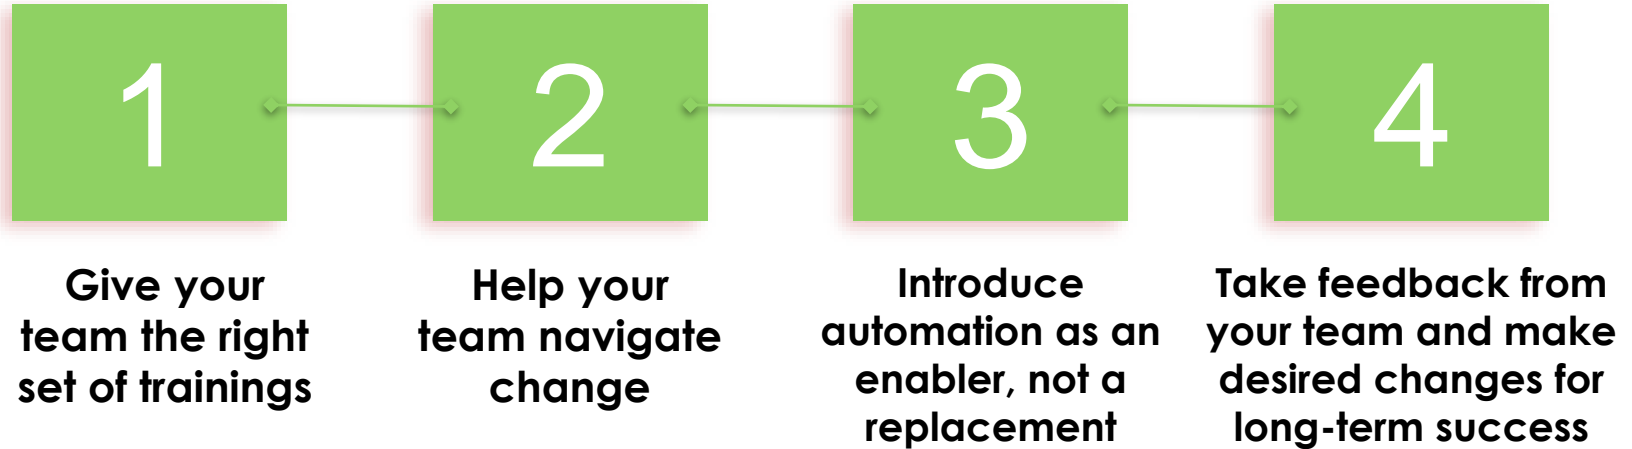 1
2
3
4
Give your
team the right
set of trainings
Help your
team navigate
change
Introduce
automation as an
enabler, not a
replacement
Take feedback from
your team and make
desired changes for
long-term success